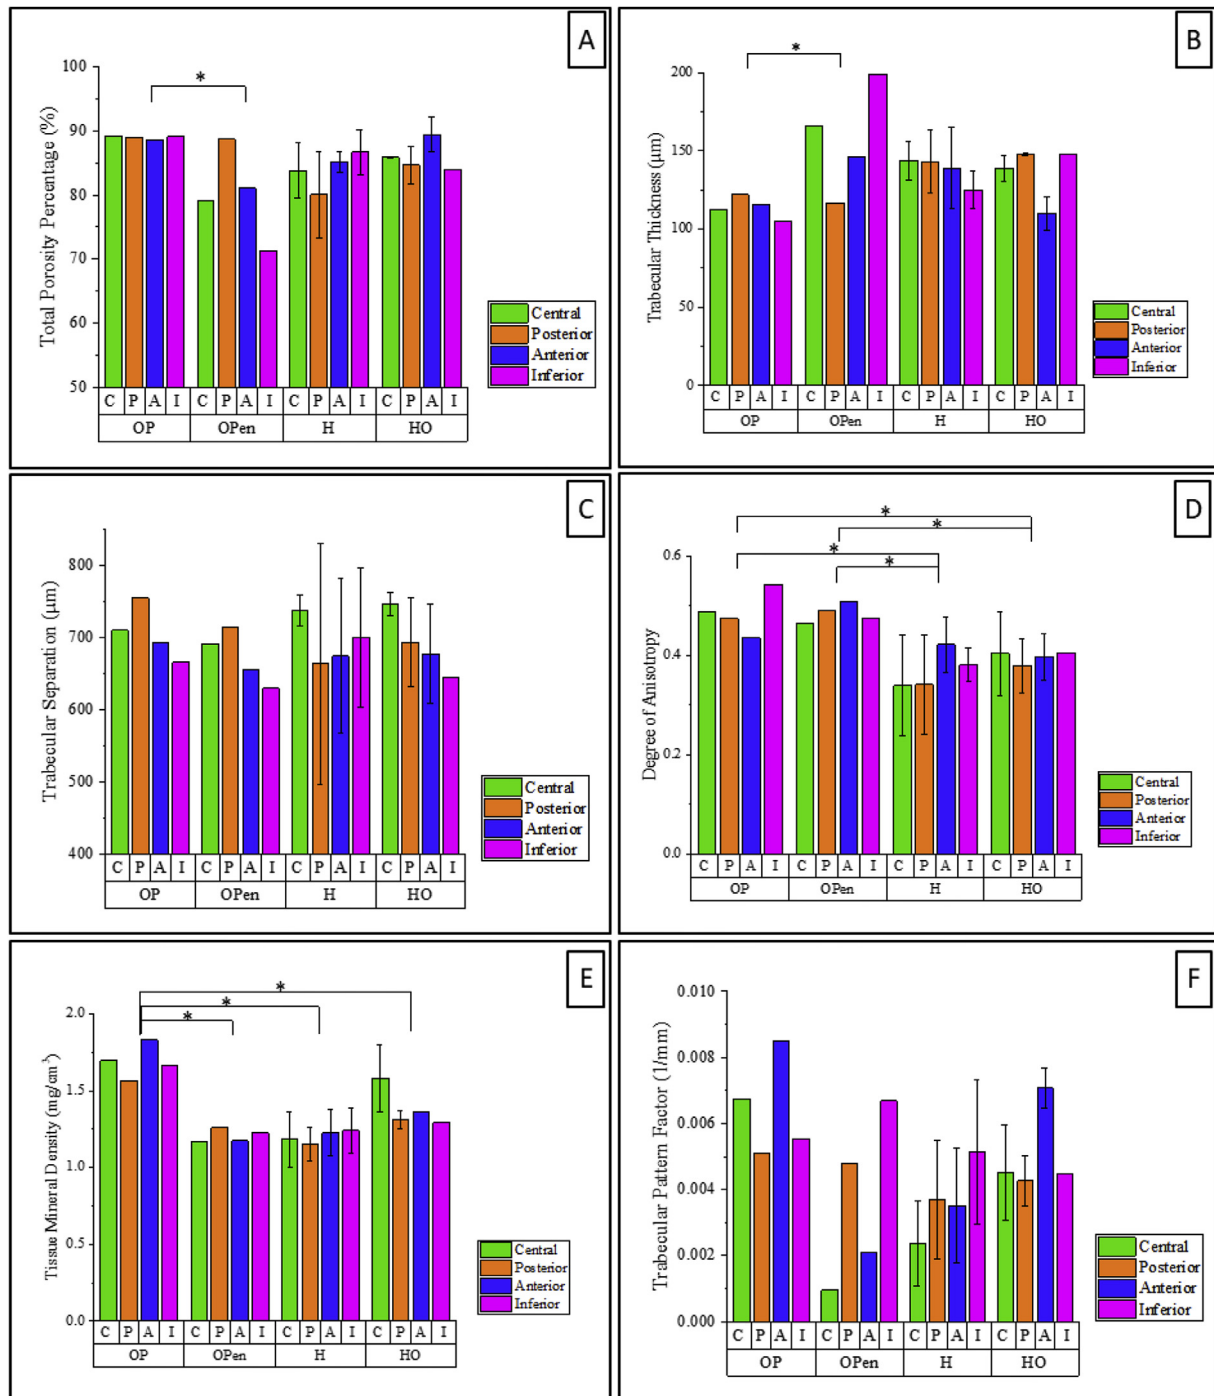 A
*
100
90
80
70
60
50
Total Porosity Percentage (%)
Central
Posterior
Anterior
Inferior
C P A I C P A I C P A I C P A I
OP OPen H HO
B
*
200
150
100
50
0
Trabecular Thickness (μm)
Central
Posterior
Anterior
Inferior
C P A I C P A I C P A I C P A I
OP OPen H HO
C
800
700
600
500
400
Trabecular Separation (μm)
Central
Posterior
Anterior
Inferior
C P A I C P A I C P A I C P A I
OP OPen H HO
D
*
*
*
*
0.6
0.4
0.2
0.0
Degree of Anisotropy
Central
Posterior
Anterior
Inferior
C P A I C P A I C P A I C P A I
OP OPen H HO
E
*
*
*
2.0
1.5
1.0
0.5
0.0
Tissue Mineral Density (mg/cm³)
Central
Posterior
Anterior
Inferior
C P A I C P A I C P A I C P A I
OP OPen H HO
F
0.010
0.008
0.006
0.004
0.002
0.000
Trabecular Pattern Factor (1/mm)
Central
Posterior
Anterior
Inferior
C P A I C P A I C P A I C P A I
OP OPen H HO